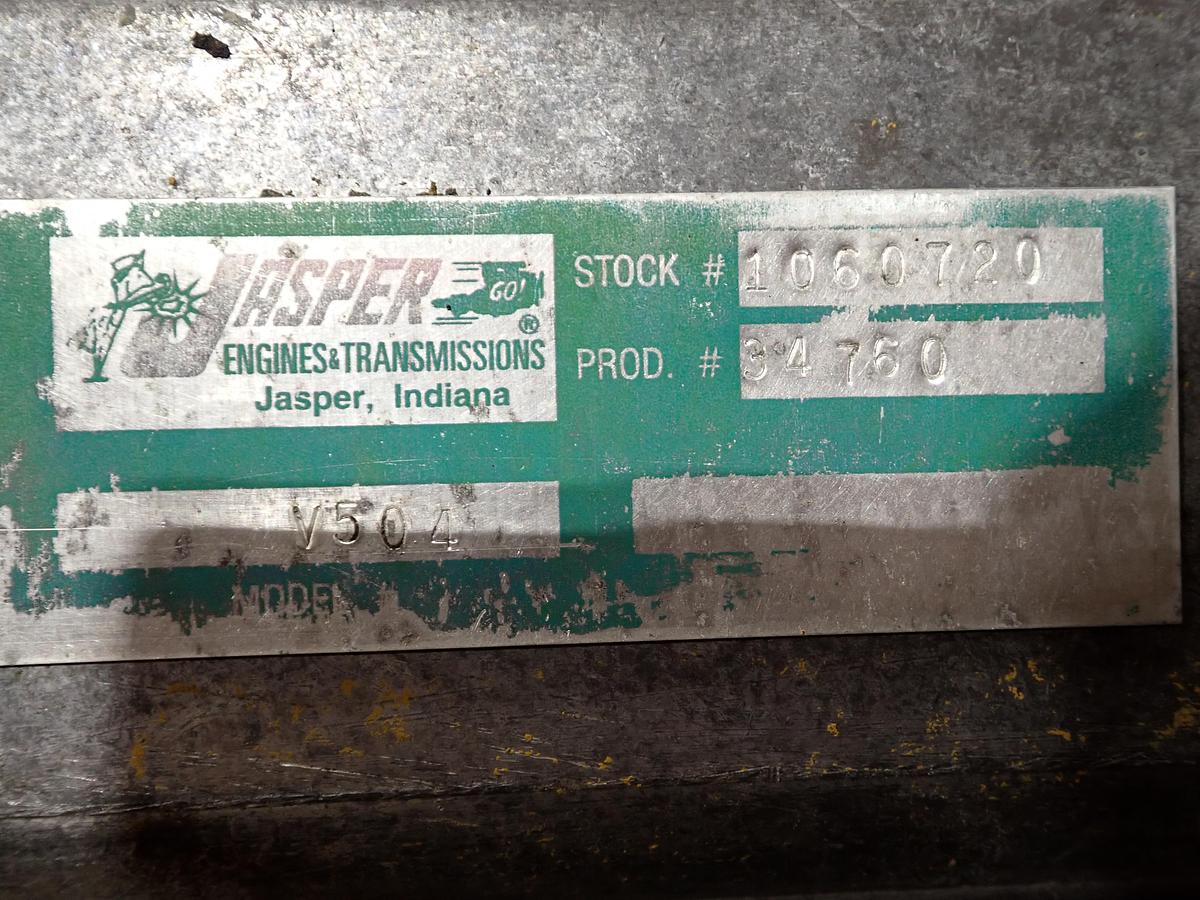 JASPER GO! ®
ENGINES & TRANSMISSIONS
Jasper, Indiana
STOCK # 1060720
PROD. # 34760
V504
MODEL